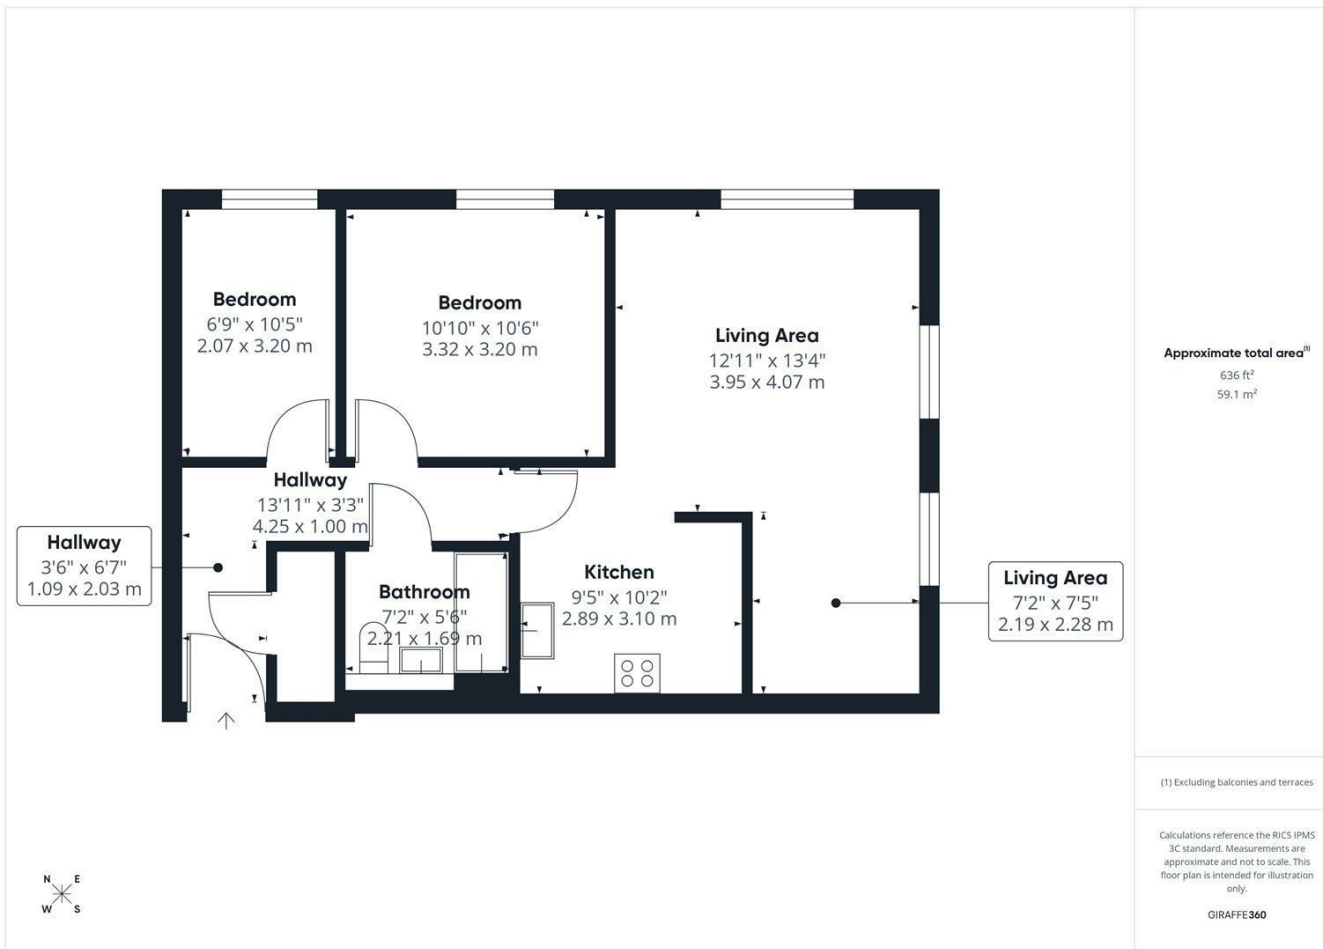 Bedroom
6'9" x 10'5"
2.07 x 3.20 m
Bedroom
10'10" x 10'6"
3.32 x 3.20 m
Living Area
12'11" x 13'4"
3.95 x 4.07 m
Hallway
13'11" x 3'3"
4.25 x 1.00 m
Hallway
3'6" x 6'7"
1.09 x 2.03 m
Bathroom
7'2" x 5'6"
2.21 x 1.69 m
Kitchen
9'5" x 10'2"
2.89 x 3.10 m
Living Area
7'2" x 7'5"
2.19 x 2.28 m
N E
W S
Approximate total area(1)
636 ft²
59.1 m²
(1) Excluding balconies and terraces
Calculations reference the RICS IPMS
3C standard. Measurements are
approximate and not to scale. This
floor plan is intended for illustration
only.
GIRAFFE360